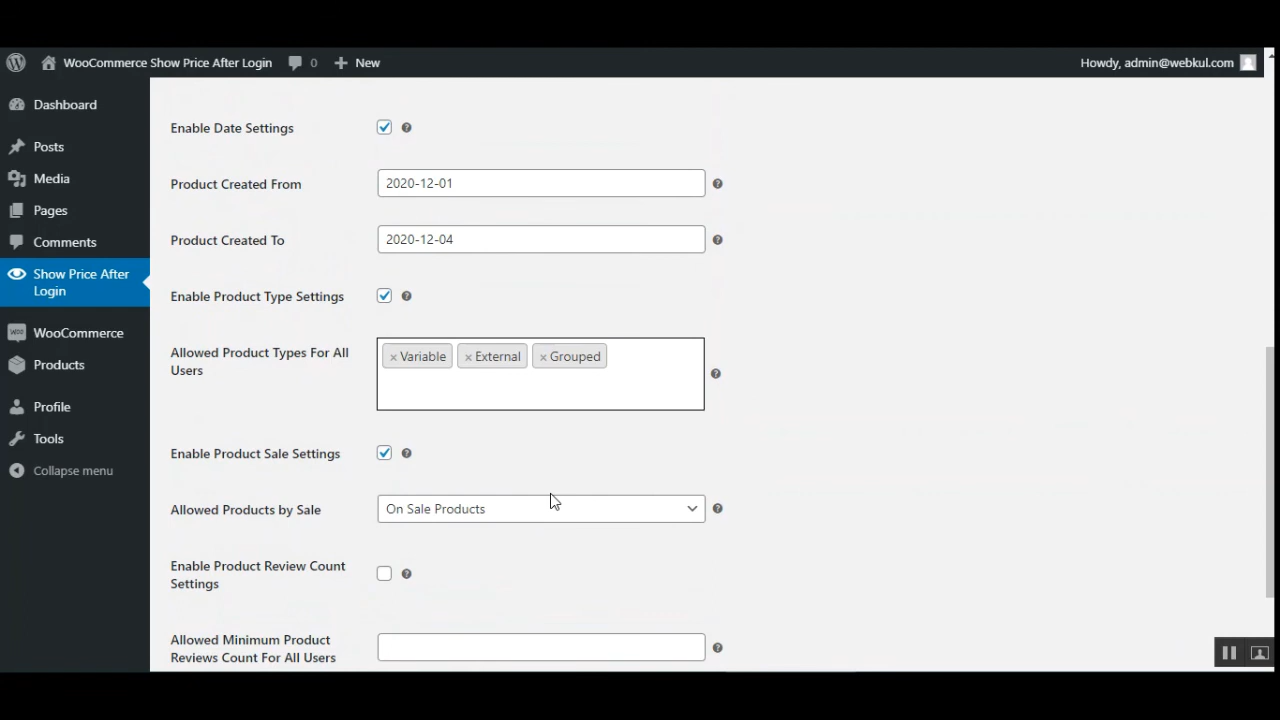 WooCommerce Show Price After Login 0 New Howdy, admin@webkul.com
Dashboard
Posts
Media
Pages
Comments
Show Price After
Login
WooCommerce
Products
Profile
Tools
Collapse menu
Enable Date Settings
Product Created From 2020-12-01
Product Created To 2020-12-04
Enable Product Type Settings
Allowed Product Types For All
Users
×Variable ×External ×Grouped
Enable Product Sale Settings
Allowed Products by Sale On Sale Products
Enable Product Review Count
Settings
Allowed Minimum Product
Reviews Count For All Users